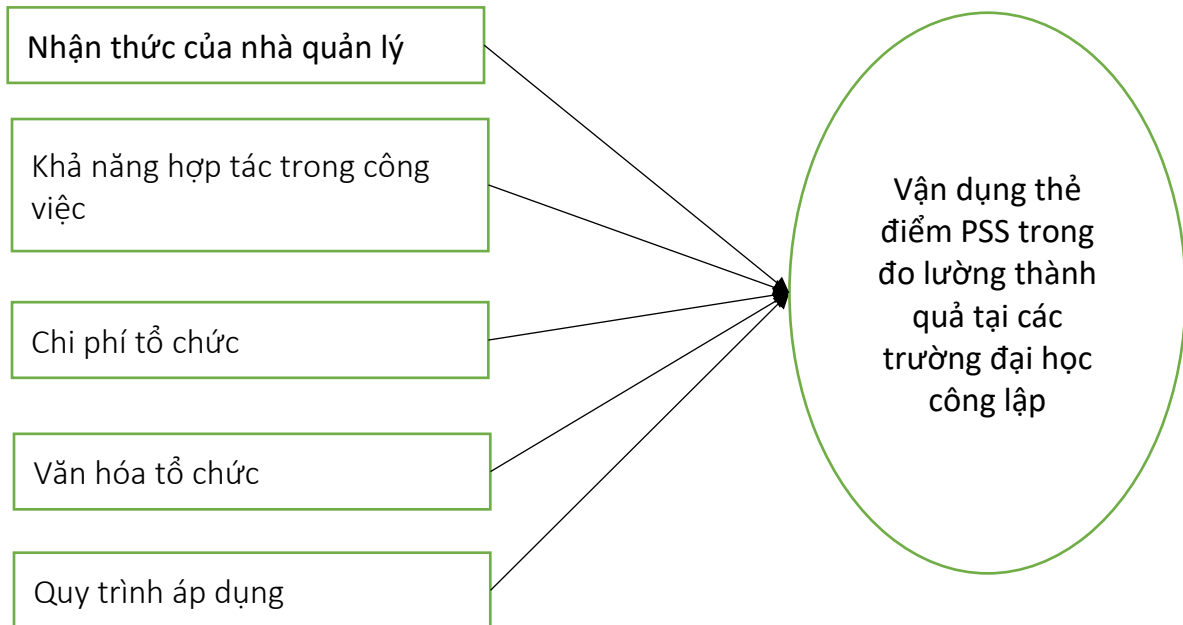 Nhận thức của nhà quản lý
Khả năng hợp tác trong công
việc
Chi phí tổ chức
Văn hóa tổ chức
Quy trình áp dụng
Vận dụng thẻ
điểm PSS trong
đo lường thành
quả tại các
trường đại học
công lập